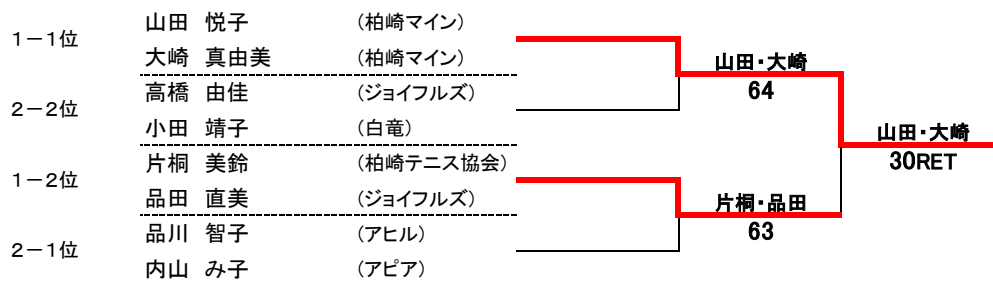 1－1位
山田　悦子　（柏崎マイン）
大崎　真由美　（柏崎マイン）
2－2位
高橋　由佳　（ジョイフルズ）
小田　靖子　（白竜）
1－2位
片桐　美鈴　（柏崎テニス協会）
品田　直美　（ジョイフルズ）
2－1位
品川　智子　（アヒル）
内山　み子　（アピア）
山田・大崎
64
片桐・品田
63
山田・大崎
30RET